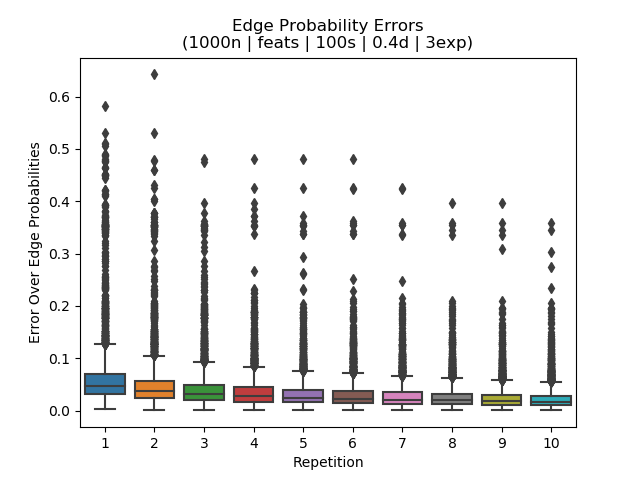 Edge Probability Errors
(1000n | feats | 100s | 0.4d | 3exp)
Error Over Edge Probabilities
0.6
0.5
0.4
0.3
0.2
0.1
0.0
1 2 3 4 5 6 7 8 9 10
Repetition